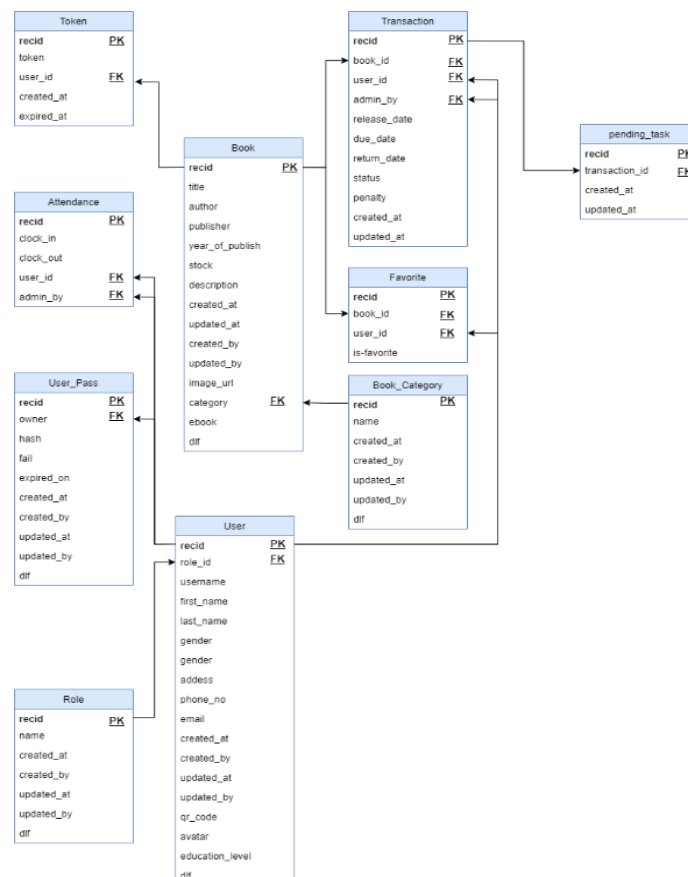 Token
recid PK
token
user_id FK
created_at
expired_at
Transaction
recid PK
book_id FK
user_id FK
admin_by FK
release_date
due_date
return_date
status
penalty
created_at
updated_at
pending_task
recid PK
transaction_id FK
created_at
updated_at
Book
recid PK
title
author
publisher
year_of_publish
stock
description
created_at
updated_at
created_by
updated_by
image_url
category FK
ebook
dlf
Attendance
recid PK
clock_in
clock_out
user_id FK
admin_by FK
Favorite
recid PK
book_id FK
user_id FK
is-favorite
User_Pass
recid PK
owner FK
hash
fail
expired_on
created_at
created_by
updated_at
updated_by
dlf
Book_Category
recid PK
name
created_at
created_by
updated_at
updated_by
dlf
User
recid PK
role_id FK
username
first_name
last_name
gender
gender
addess
phone_no
email
created_at
created_by
updated_at
updated_by
qr_code
avatar
education_level
dlf
Role
recid PK
name
created_at
created_by
updated_at
updated_by
dlf